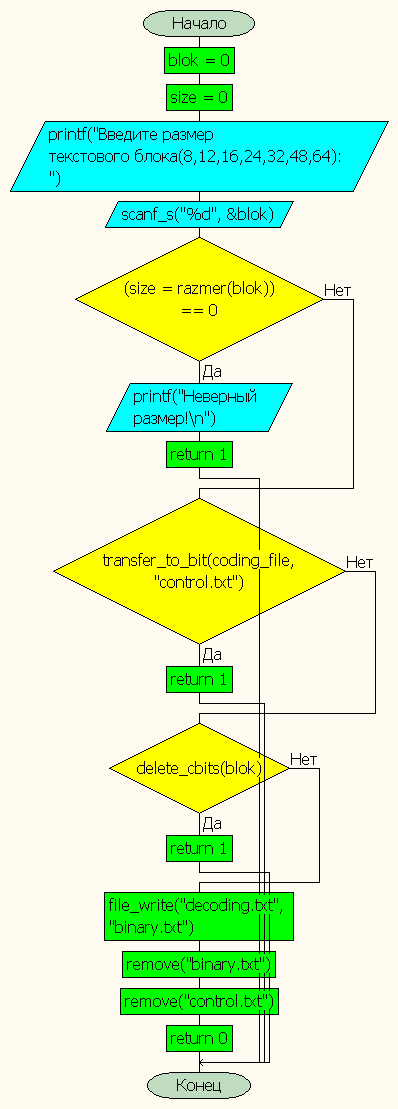 Начало
blok = 0
size = 0
printf("Введите размер
текстового блока(8,12,16,24,32,48,64):
")
scanf_s("%d", &blok)
(size = razmer(blok))
== 0
Нет
Да
printf("Неверный
размер!\n")
return 1
transfer_to_bit(coding_file,
"control.txt")
Нет
Да
return 1
delete_cbits(blok)
Нет
Да
return 1
file_write("decoding.txt",
"binary.txt")
remove("binary.txt")
remove("control.txt")
return 0
Конец